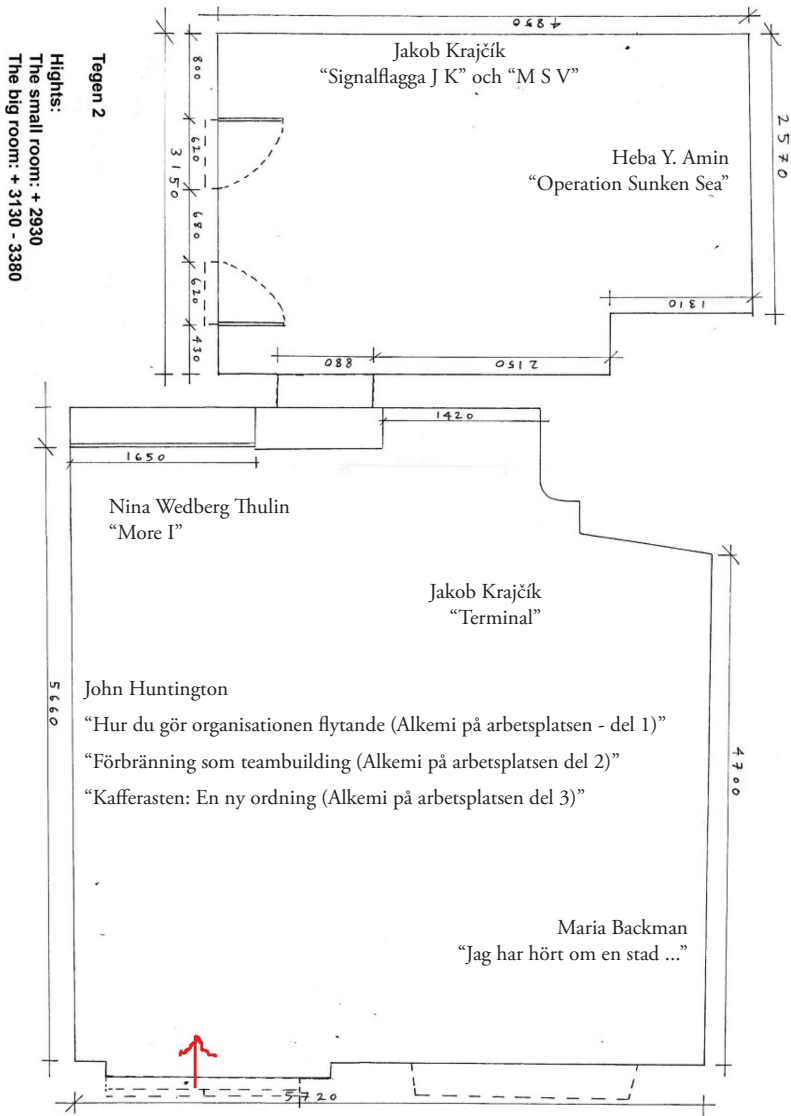 4850
Jakob Krajčík
“Signalflagga J K” och “M S V”
Heba Y. Amin
“Operation Sunken Sea”
2570
1310
800
620
3150
680
620
430
Tegen 2
Hights:
The small room: + 2930
The big room: + 3130 - 3380
880
2150
1420
1650
Nina Wedberg Thulin
“More I”
Jakob Krajčík
“Terminal”
5660
John Huntington
“Hur du gör organisationen flytande (Alkemi på arbetsplatsen - del 1)”
“Förbränning som teambuilding (Alkemi på arbetsplatsen del 2)”
“Kafferasten: En ny ordning (Alkemi på arbetsplatsen del 3)”
4700
Maria Backman
“Jag har hört om en stad ...”
5720